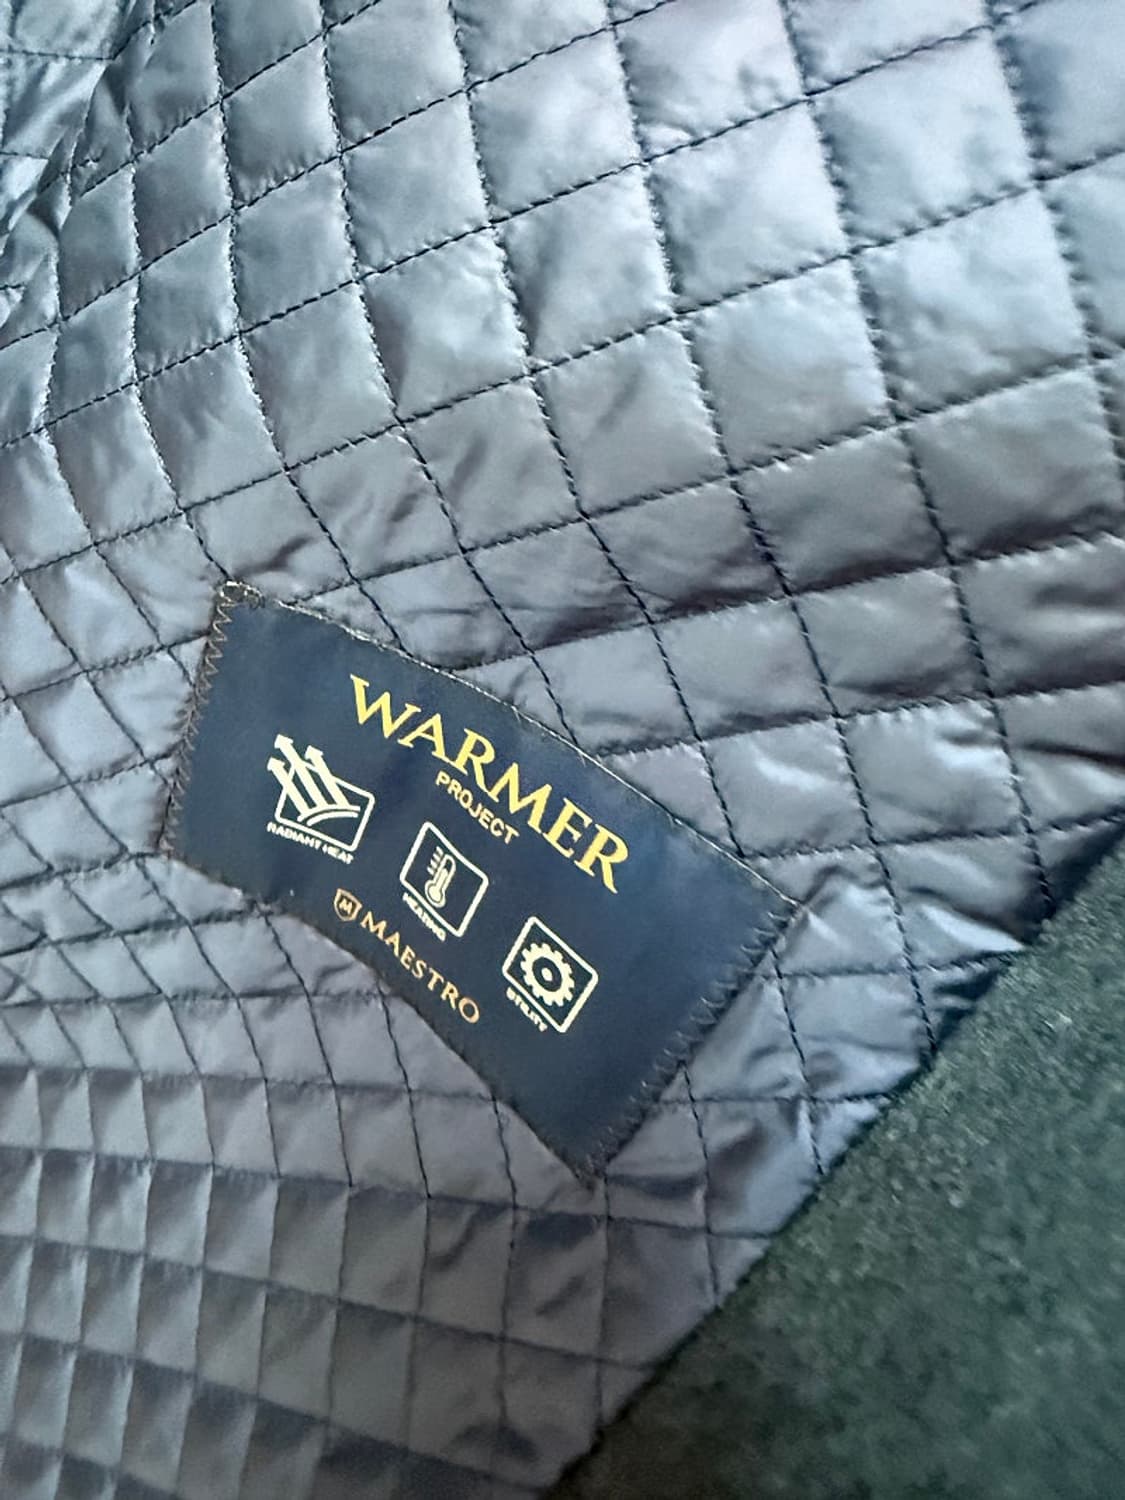 WARMER
PROJECT
RADIANT HEAT
HEATING
UTILITY
M MAESTRO